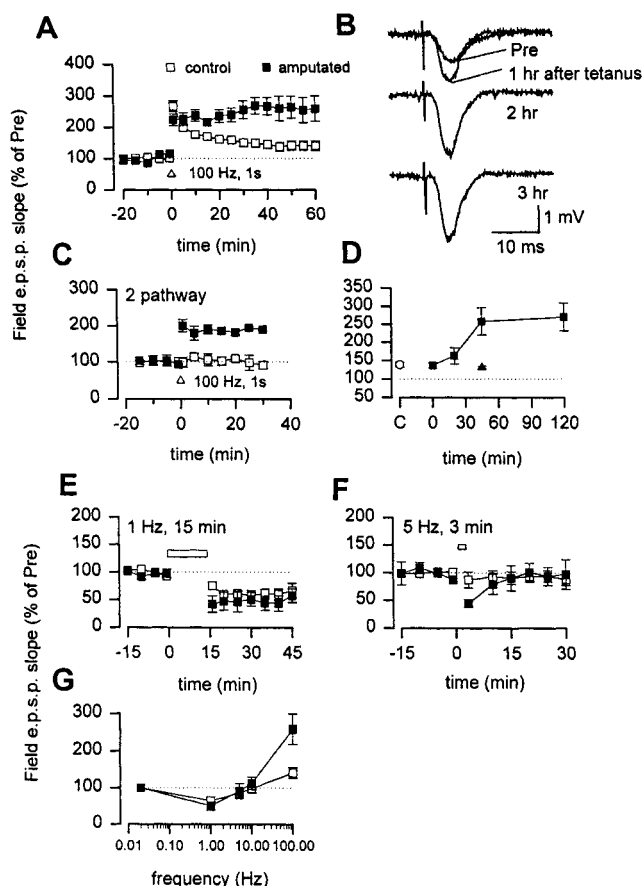 A
□ control ■ amputated
400
300
200
100
0
△ 100 Hz, 1s
-20 -10 0 10 20 30 40 50 60
time (min)
B
Pre
1 hr after tetanus
2 hr
3 hr
1 mV
10 ms
Field e.p.s.p. slope (% of Pre)
C
2 pathway
300
200
100
0
△ 100 Hz, 1s
-20 0 20 40
time (min)
D
350
300
250
200
150
100
50
C 0 30 60 90 120
time (min)
E
1 Hz, 15 min
200
150
100
50
0
-15 0 15 30 45
time (min)
F
5 Hz, 3 min
200
150
100
50
0
-15 0 15 30
time (min)
Field e.p.s.p. slope (% of Pre)
G
300
200
100
0
0.01 0.10 1.00 10.00 100.00
frequency (Hz)